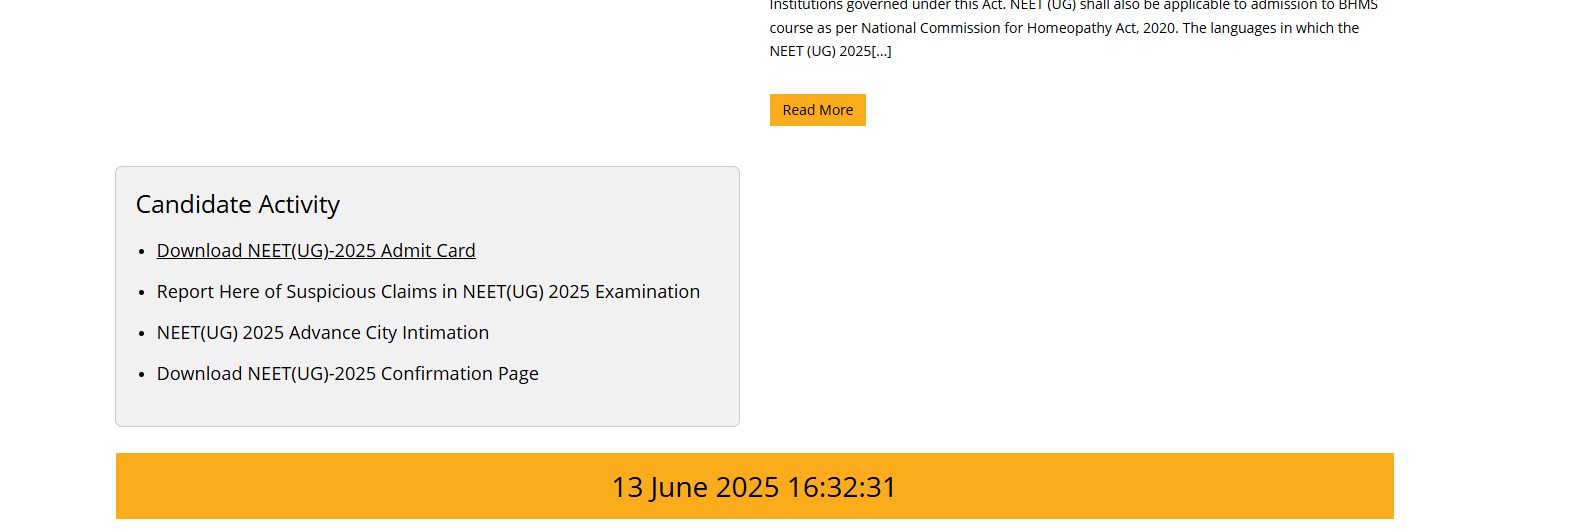 Institutions governed under this Act. NEET (UG) shall also be applicable to admission to BHMS
course as per National Commission for Homeopathy Act, 2020. The languages in which the
NEET (UG) 2025[...]
Read More
Candidate Activity
• Download NEET(UG)-2025 Admit Card
• Report Here of Suspicious Claims in NEET(UG) 2025 Examination
• NEET(UG) 2025 Advance City Intimation
• Download NEET(UG)-2025 Confirmation Page
13 June 2025 16:32:31